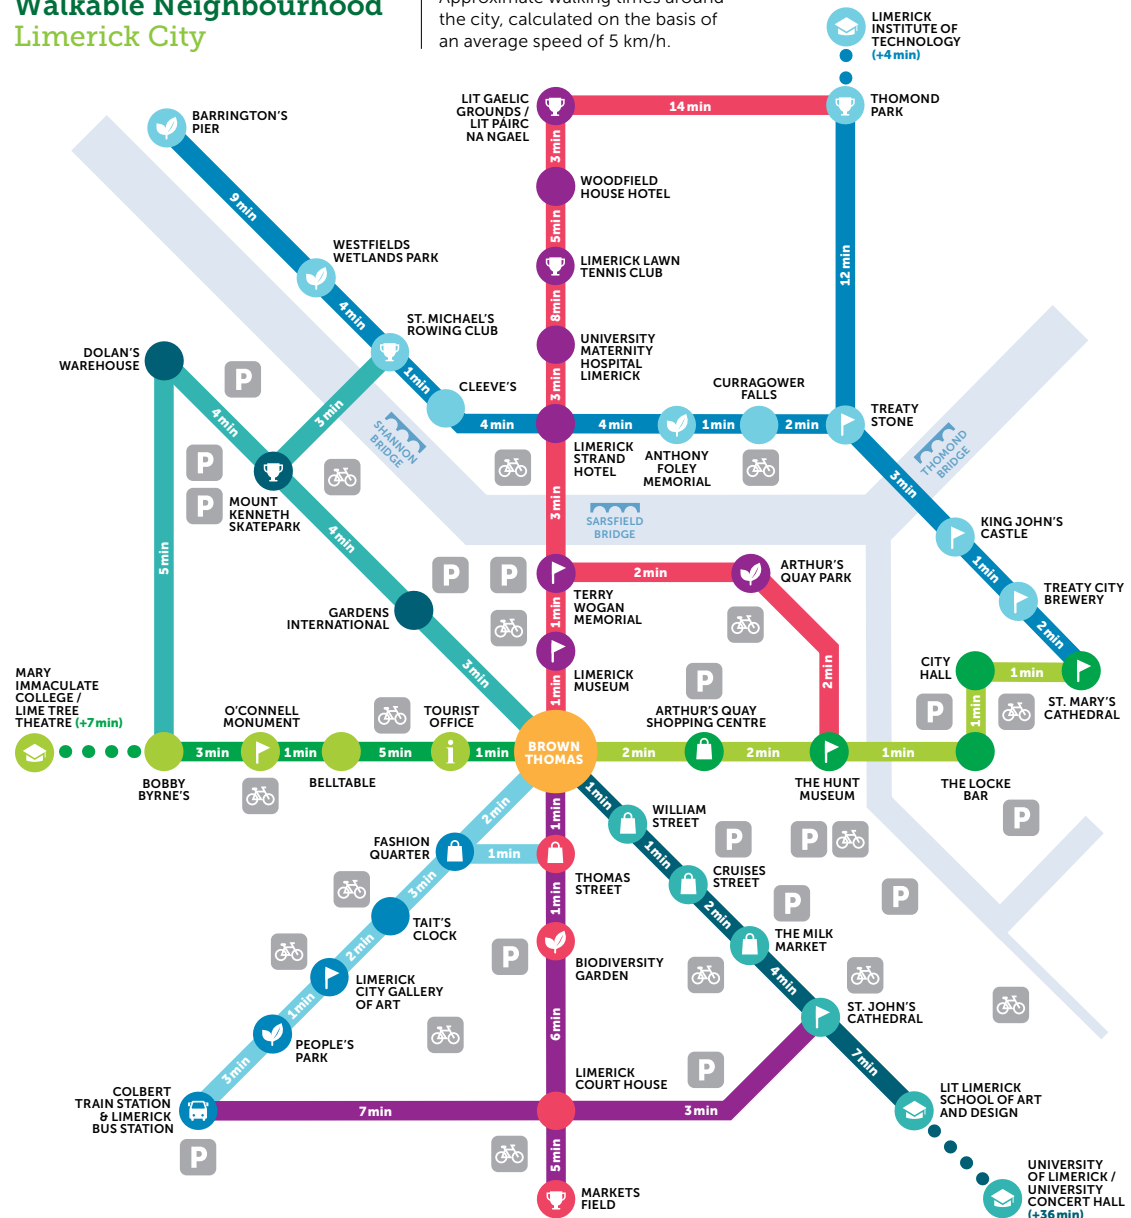 Walkable Neighbourhood
Limerick City
Approximate walking times around
the city, calculated on the basis of
an average speed of 5 km/h.
LIMERICK
INSTITUTE OF
TECHNOLOGY
(+4 min)
BARRINGTON'S
PIER
LIT GAELIC
GROUNDS /
LIT PÁIRC
NA NGAEL
14 min
THOMOND
PARK
3 min
WOODFIELD
HOUSE HOTEL
9 min
5 min
WESTFIELDS
WETLANDS PARK
LIMERICK LAWN
TENNIS CLUB
12 min
4 min
8 min
ST. MICHAEL'S
ROWING CLUB
UNIVERSITY
MATERNITY
HOSPITAL
LIMERICK
DOLAN'S
WAREHOUSE
P
1 min
CLEEVE'S
3 min
CURRAGOWER
FALLS
4 min
3 min
4 min
4 min
1 min
2 min
TREATY
STONE
SHANNON
BRIDGE
LIMERICK
STRAND
HOTEL
ANTHONY
FOLEY
MEMORIAL
THOMOND
BRIDGE
P
P
MOUNT
KENNETH
SKATEPARK
3 min
3 min
SARSFIELD
BRIDGE
KING JOHN'S
CASTLE
4 min
5 min
P
P
2 min
ARTHUR'S
QUAY PARK
1 min
TREATY CITY
BREWERY
TERRY
WOGAN
MEMORIAL
1 min
GARDENS
INTERNATIONAL
2 min
3 min
LIMERICK
MUSEUM
P
2 min
CITY
HALL
1 min
ST. MARY'S
CATHEDRAL
MARY
IMMACULATE
COLLEGE /
LIME TREE
THEATRE (+7 min)
O'CONNELL
MONUMENT
TOURIST
OFFICE
1 min
ARTHUR'S QUAY
SHOPPING CENTRE
P
1 min
3 min
1 min
5 min
1 min
BROWN
THOMAS
2 min
2 min
1 min
BOBBY
BYRNE'S
BELLTABLE
THE HUNT
MUSEUM
THE LOCKE
BAR
2 min
1 min
1 min
WILLIAM
STREET
P
P
P
FASHION
QUARTER
1 min
1 min
THOMAS
STREET
CRUISES
STREET
3 min
1 min
2 min
P
P
TAIT'S
CLOCK
THE MILK
MARKET
2 min
P
BIODIVERSITY
GARDEN
4 min
LIMERICK
CITY GALLERY
OF ART
1 min
ST. JOHN'S
CATHEDRAL
6 min
PEOPLE'S
PARK
3 min
LIMERICK
COURT HOUSE
P
7 min
COLBERT
TRAIN STATION
& LIMERICK
BUS STATION
7 min
3 min
LIT LIMERICK
SCHOOL OF ART
AND DESIGN
P
5 min
MARKETS
FIELD
UNIVERSITY
OF LIMERICK /
UNIVERSITY
CONCERT HALL
(+36 min)